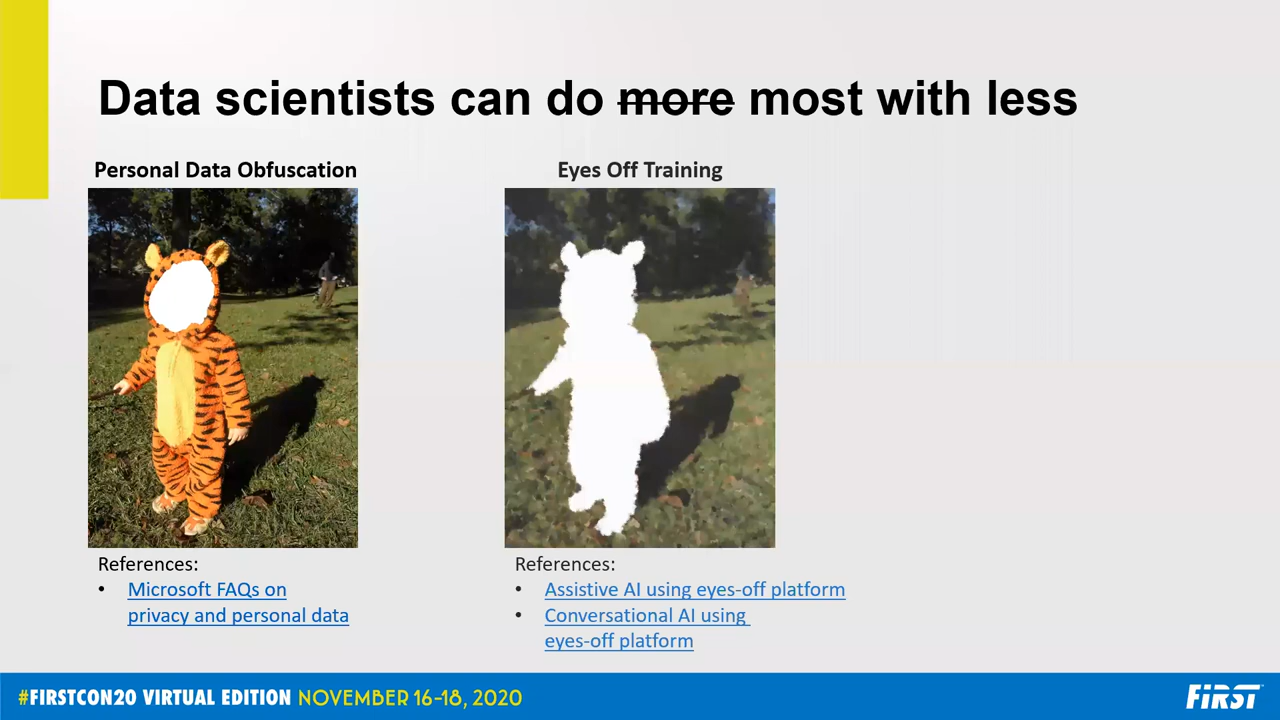 Data scientists can do more most with less
Personal Data Obfuscation
Eyes Off Training
References:
• Microsoft FAQs on
privacy and personal data
References:
• Assistive AI using eyes-off platform
• Conversational AI using
eyes-off platform
#FIRSTCON20 VIRTUAL EDITION NOVEMBER 16-18, 2020
FiRST